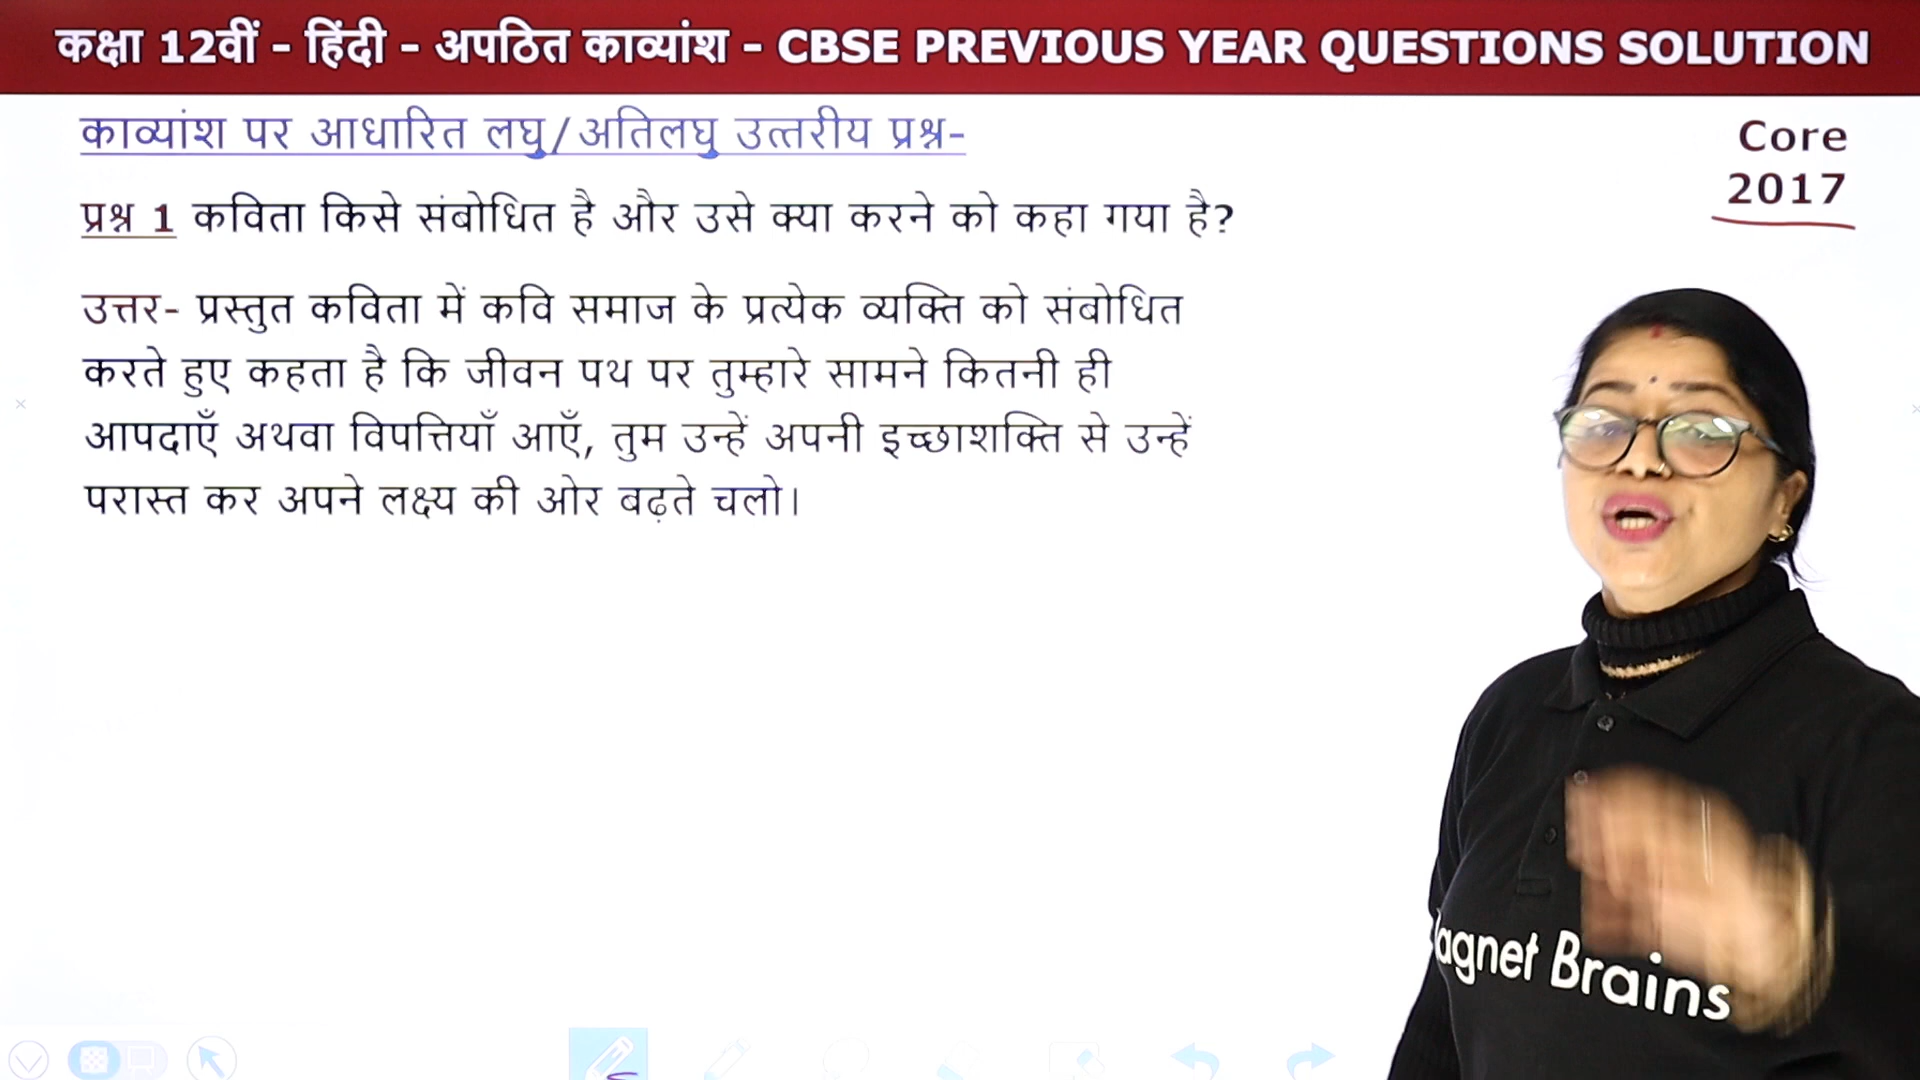 कक्षा 12वीं - हिंदी - अपठित काव्यांश - CBSE PREVIOUS YEAR QUESTIONS SOLUTION
काव्यांश पर आधारित लघु/अतिलघु उत्तरीय प्रश्न-
Core
2017
प्रश्न 1 कविता किसे संबोधित है और उसे क्या करने को कहा गया है?
उत्तर- प्रस्तुत कविता में कवि समाज के प्रत्येक व्यक्ति को संबोधित
करते हुए कहता है कि जीवन पथ पर तुम्हारे सामने कितनी ही
आपदाएँ अथवा विपत्तियाँ आएँ, तुम उन्हें अपनी इच्छाशक्ति से उन्हें
परास्त कर अपने लक्ष्य की ओर बढ़ते चलो।
agnet Brains